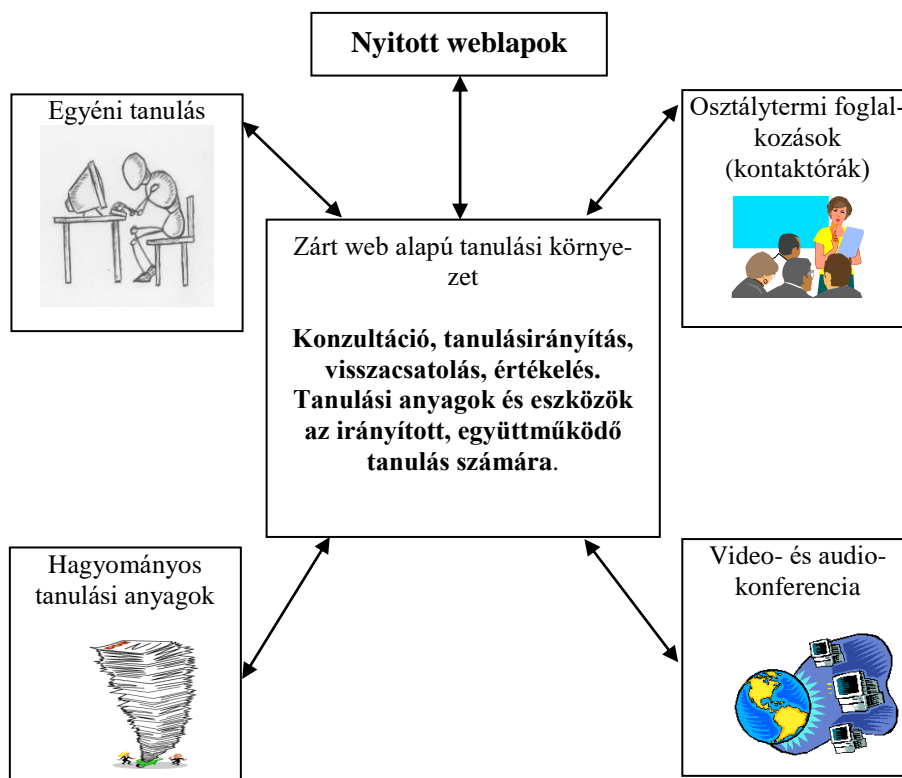 Nyitott weblapok
Egyéni tanulás
Osztálytermi foglal-
kozások
(kontaktórák)
Zárt web alapú tanulási környe-
zet
Konzultáció, tanulásirányítás,
visszacsatolás, értékelés.
Tanulási anyagok és eszközök
az irányított, együttműködő
tanulás számára.
Hagyományos
tanulási anyagok
Video- és audio-
konferencia